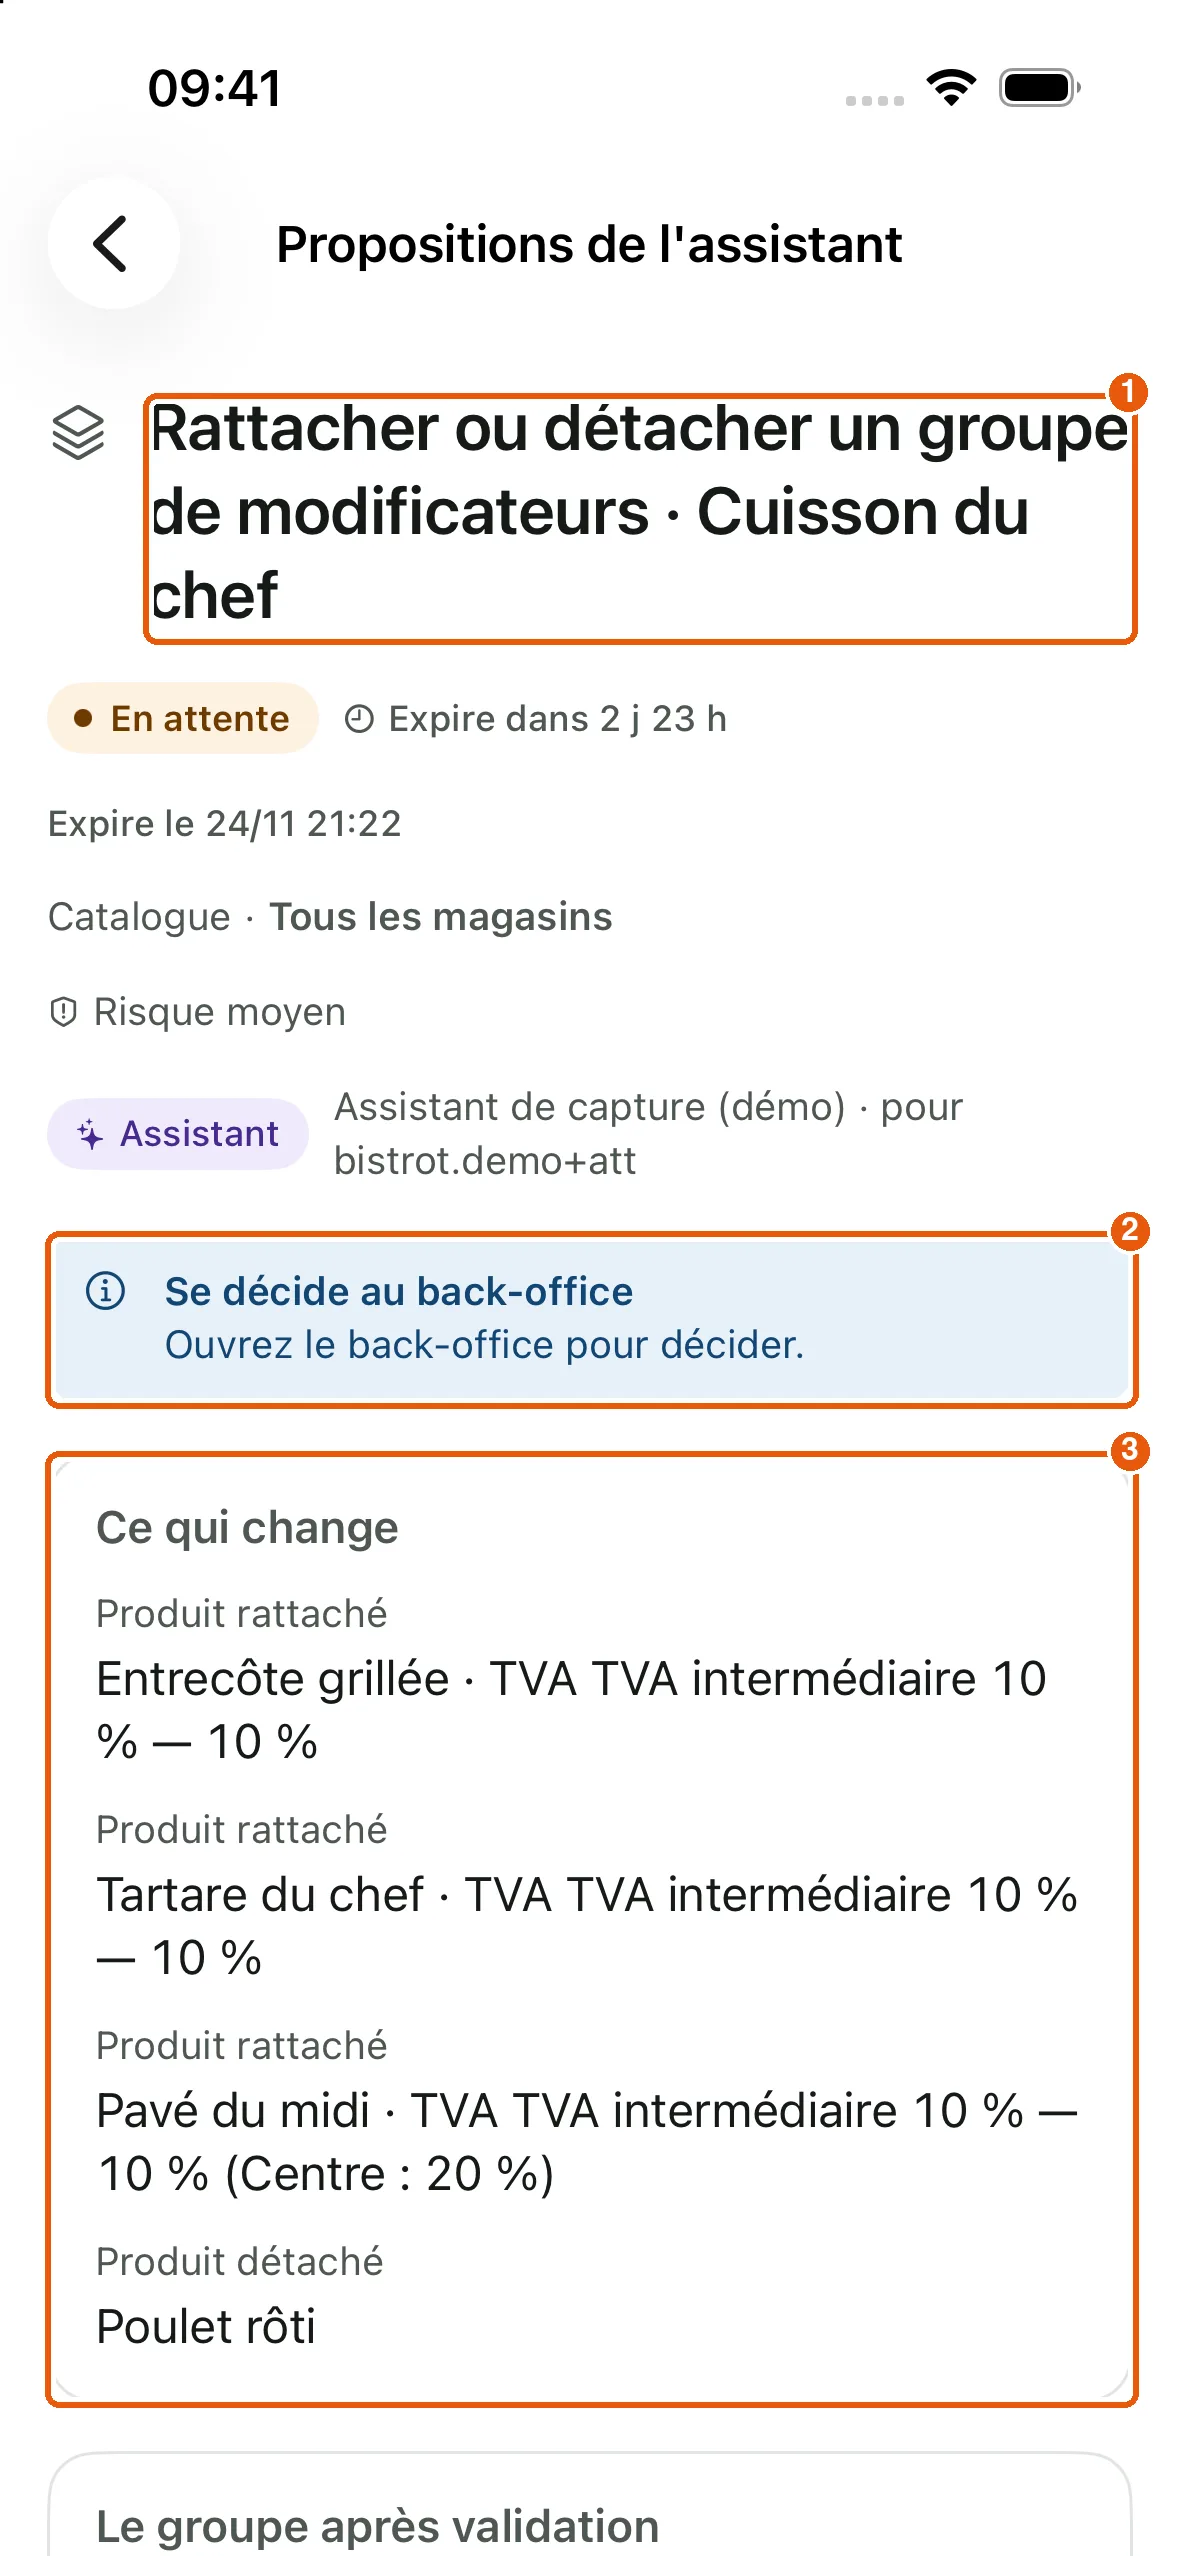 09:41
Propositions de l'assistant
1
Rattacher ou détacher un groupe
de modificateurs · Cuisson du
chef
En attente
Expire dans 2 j 23 h
Expire le 24/11 21:22
Catalogue · Tous les magasins
Risque moyen
Assistant
Assistant de capture (démo) · pour
bistrot.demo+att
2
Se décide au back-office
Ouvrez le back-office pour décider.
3
Ce qui change
Produit rattaché
Entrecôte grillée · TVA TVA intermédiaire 10
% — 10 %
Produit rattaché
Tartare du chef · TVA TVA intermédiaire 10 %
— 10 %
Produit rattaché
Pavé du midi · TVA TVA intermédiaire 10 % —
10 % (Centre : 20 %)
Produit détaché
Poulet rôti
Le groupe après validation